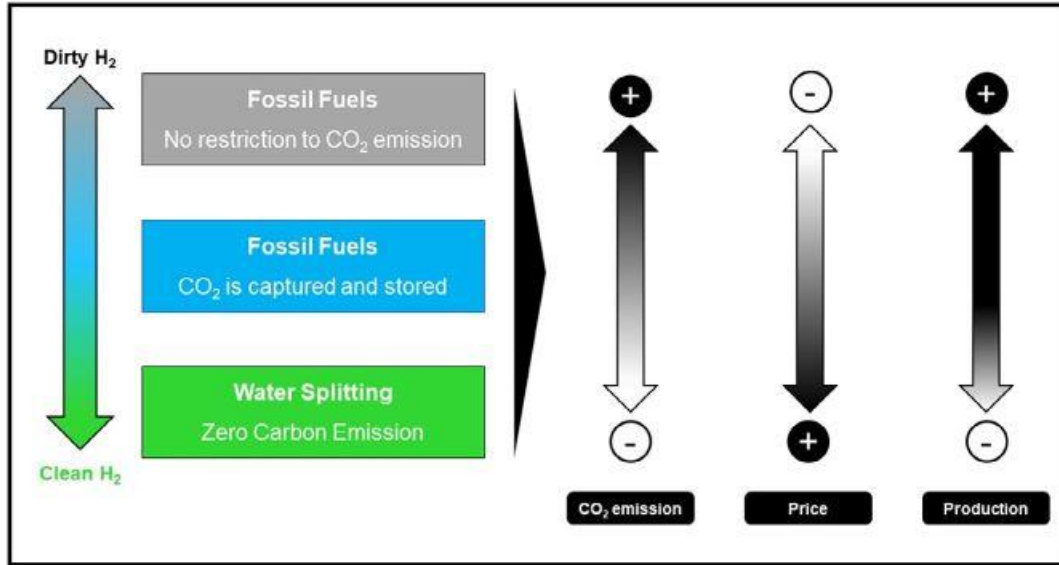 Dirty H₂
Fossil Fuels
No restriction to CO₂ emission
Fossil Fuels
CO₂ is captured and stored
Water Splitting
Zero Carbon Emission
Clean H₂
+
-
+
-
+
-
CO₂ emission
Price
Production